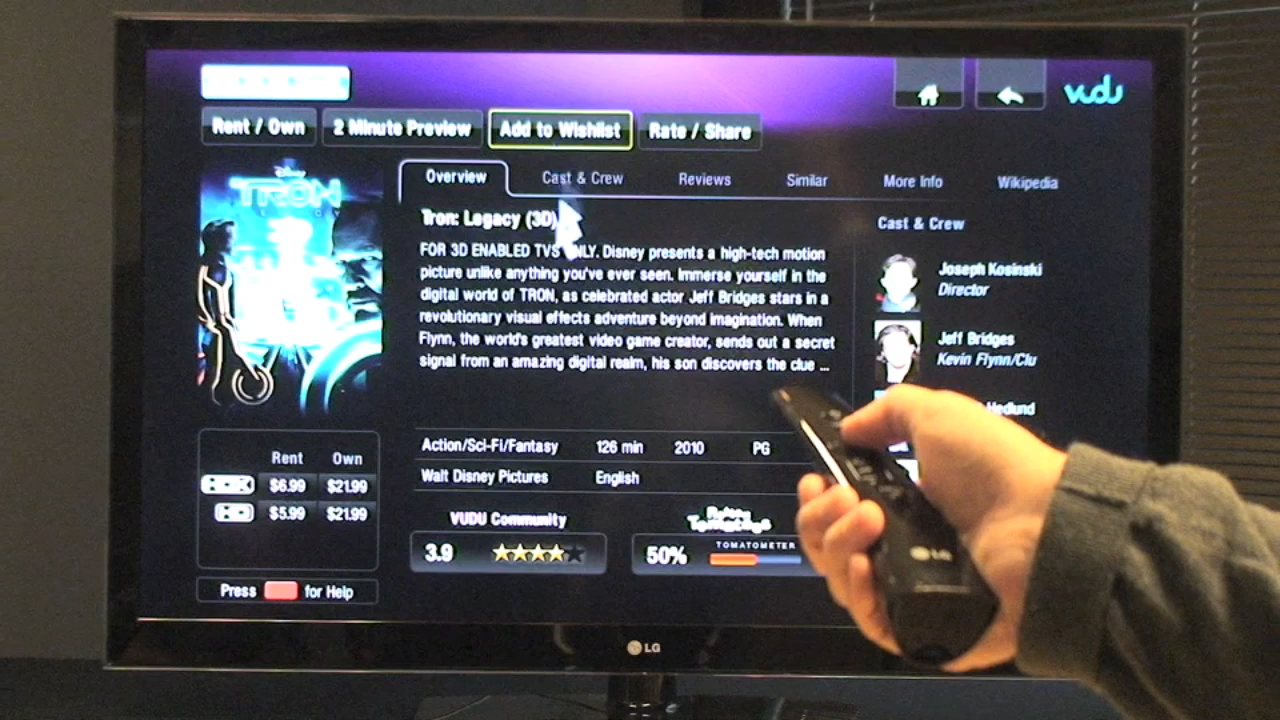 vudu
Rent / Own
2 Minute Preview
Add to Wishlist
Rate / Share
Overview
Cast & Crew
Reviews
Similar
More Info
Wikipedia
Disney
TRON
Tron: Legacy (3D)
FOR 3D ENABLED TVS ONLY. Disney presents a high-tech motion
picture unlike anything you've ever seen. Immerse yourself in the
digital world of TRON, as celebrated actor Jeff Bridges stars in a
revolutionary visual effects adventure beyond imagination. When
Flynn, the world's greatest video game creator, sends out a secret
signal from an amazing digital realm, his son discovers the clue ...
Cast & Crew
Joseph Kosinski
Director
Jeff Bridges
Kevin Flynn/Clu
Hedlund
Action/Sci-Fi/Fantasy 126 min 2010 PG
Walt Disney Pictures English
Rent Own
HDX $6.99 $21.99
HD $5.99 $21.99
VUDU Community
3.9
Rotten
Tomatoes
TOMATOMETER
50%
Press for Help
LG
LG